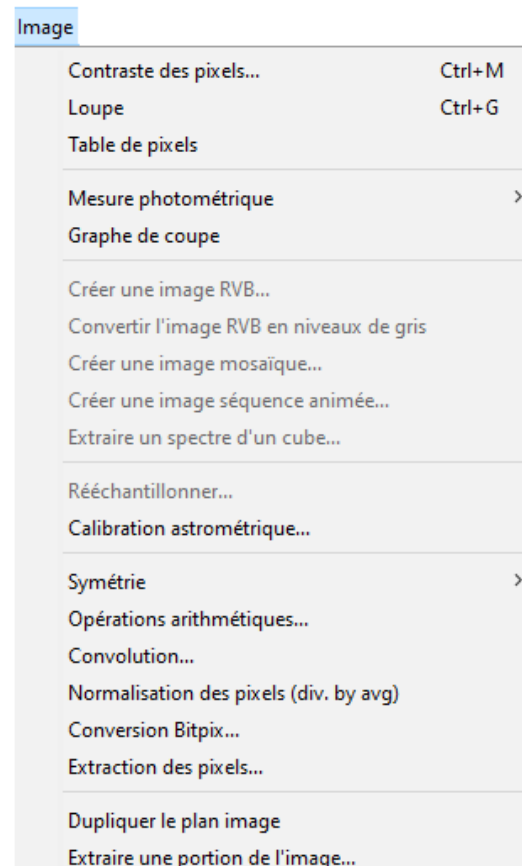 Image
Contraste des pixels... Ctrl+M
Loupe Ctrl+G
Table de pixels
Mesure photométrique
Graphe de coupe
Créer une image RVB...
Convertir l'image RVB en niveaux de gris
Créer une image mosaïque...
Créer une image séquence animée...
Extraire un spectre d'un cube...
Rééchantillonner...
Calibration astrométrique...
Symétrie
Opérations arithmétiques...
Convolution...
Normalisation des pixels (div. by avg)
Conversion Bitpix...
Extraction des pixels...
Dupliquer le plan image
Extraire une portion de l'image...